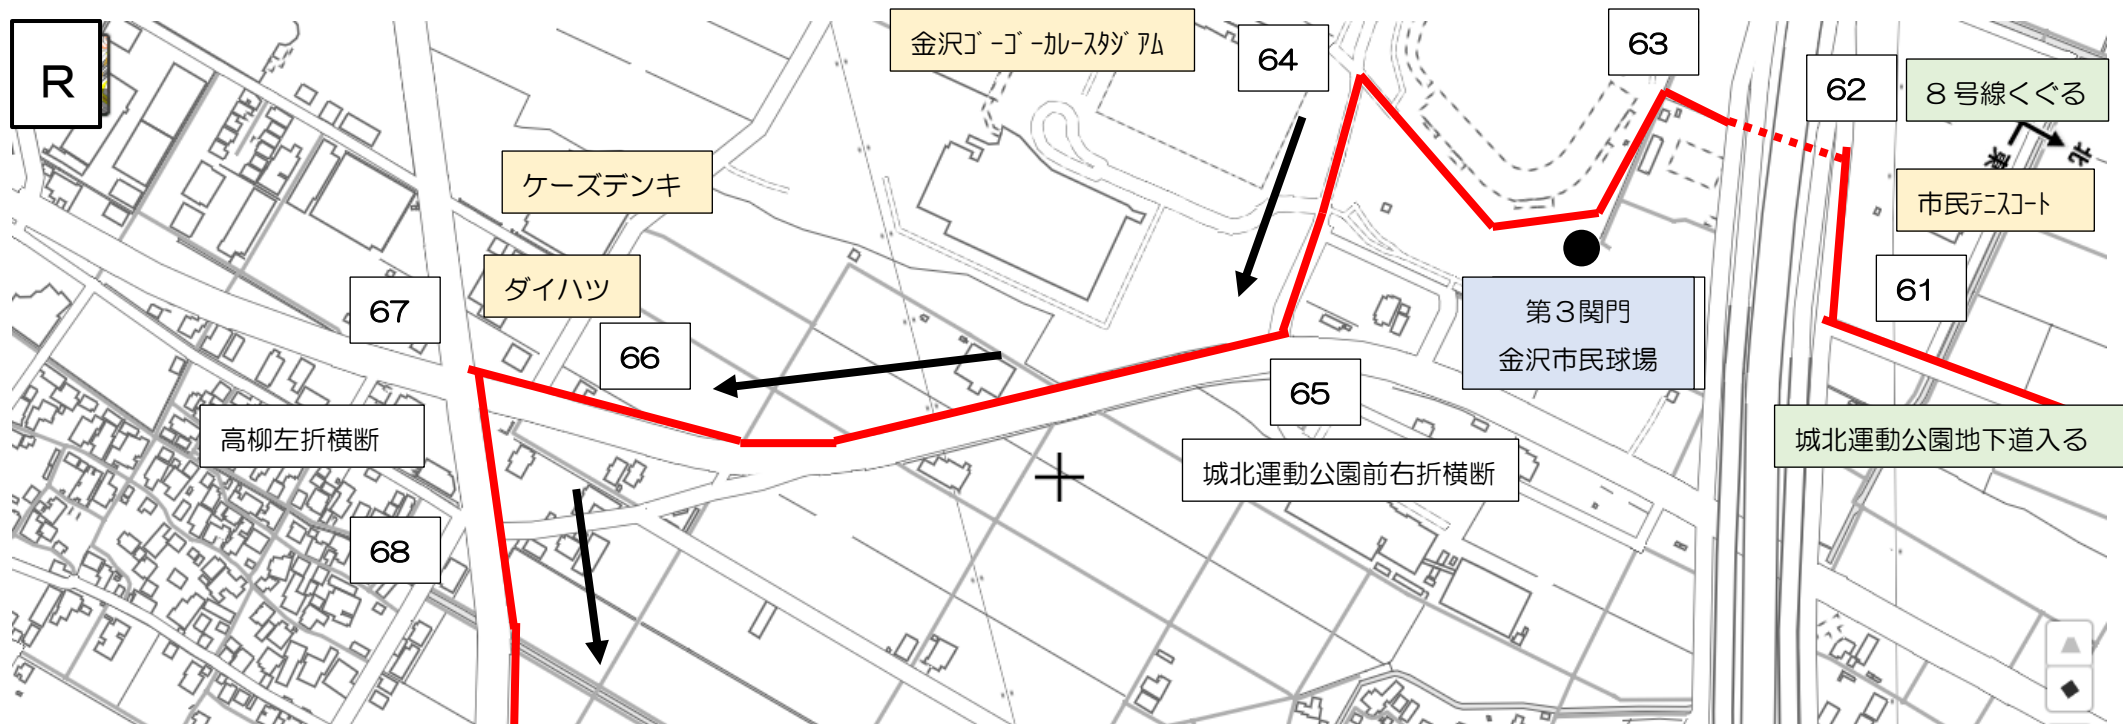 R
金沢ｺﾞｰｺﾞｰｶﾚｰｽﾀｼﾞｱﾑ
64
63
62
８号線くぐる
北
東
ケーズデンキ
市民ﾃﾆｽｺｰﾄ
ダイハツ
61
67
66
第３関門
金沢市民球場
65
高柳左折横断
城北運動公園地下道入る
城北運動公園前右折横断
68